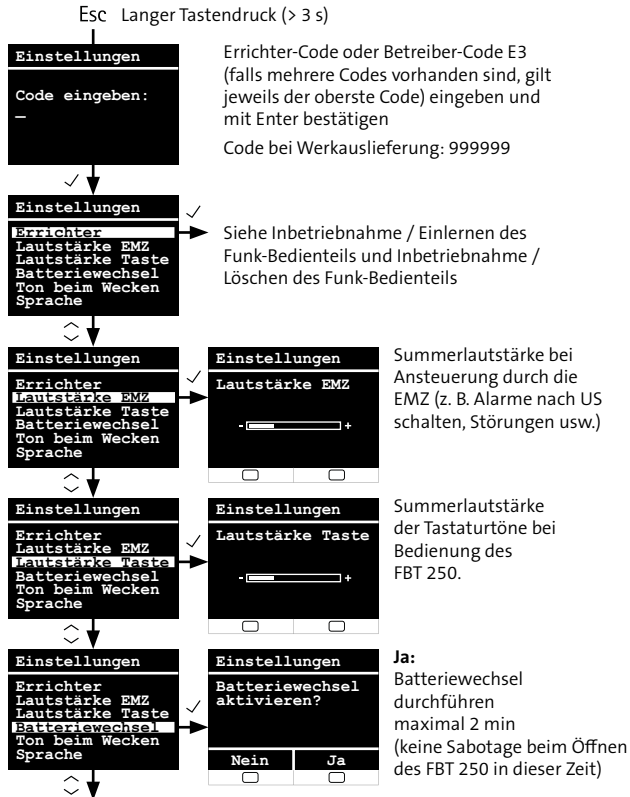 Esc Langer Tastendruck (> 3 s)
Einstellungen
Code eingeben:
_
Errichter-Code oder Betreiber-Code E3
(falls mehrere Codes vorhanden sind, gilt
jeweils der oberste Code) eingeben und
mit Enter bestätigen
Code bei Werkauslieferung: 999999
Einstellungen
Errichter
Lautstärke EMZ
Lautstärke Taste
Batteriewechsel
Ton beim Wecken
Sprache
Siehe Inbetriebnahme / Einlernen des
Funk-Bedienteils und Inbetriebnahme /
Löschen des Funk-Bedienteils
Einstellungen
Errichter
Lautstärke EMZ
Lautstärke Taste
Batteriewechsel
Ton beim Wecken
Sprache
Einstellungen
Lautstärke EMZ
- +
Summerlautstärke bei
Ansteuerung durch die
EMZ (z. B. Alarme nach US
schalten, Störungen usw.)
Einstellungen
Errichter
Lautstärke EMZ
Lautstärke Taste
Batteriewechsel
Ton beim Wecken
Sprache
Einstellungen
Lautstärke Taste
- +
Summerlautstärke
der Tastaturtöne bei
Bedienung des
FBT 250.
Einstellungen
Errichter
Lautstärke EMZ
Lautstärke Taste
Batteriewechsel
Ton beim Wecken
Sprache
Einstellungen
Batteriewechsel
aktivieren?
Nein Ja
Ja:
Batteriewechsel
durchführen
maximal 2 min
(keine Sabotage beim Öffnen
des FBT 250 in dieser Zeit)